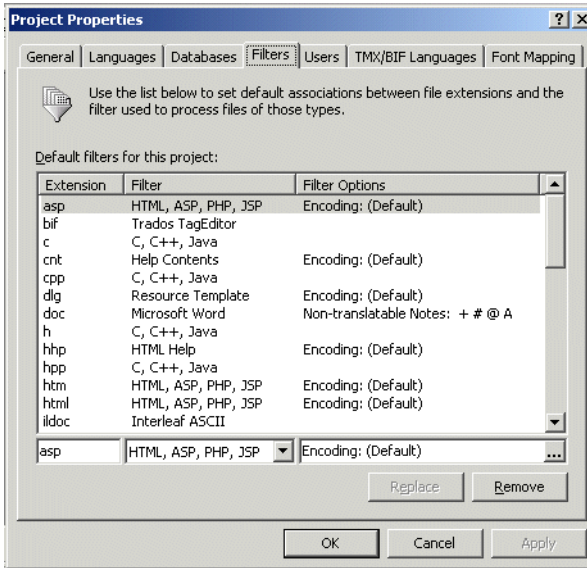 Project Properties
General Languages Databases Filters Users TMX/BIF Languages Font Mapping
Use the list below to set default associations between file extensions and the
filter used to process files of those types.
Default filters for this project:
Extension Filter Filter Options
asp HTML, ASP, PHP, JSP Encoding: (Default)
bif Trados TagEditor
c C, C++, Java
cnt Help Contents Encoding: (Default)
cpp C, C++, Java
dlg Resource Template Encoding: (Default)
doc Microsoft Word Non-translatable Notes: + # @ A
h C, C++, Java
hhp HTML Help Encoding: (Default)
hpp C, C++, Java
htm HTML, ASP, PHP, JSP Encoding: (Default)
html HTML, ASP, PHP, JSP Encoding: (Default)
ildoc Interleaf ASCII
asp HTML, ASP, PHP, JSP Encoding: (Default) ...
Replace Remove
OK Cancel Apply